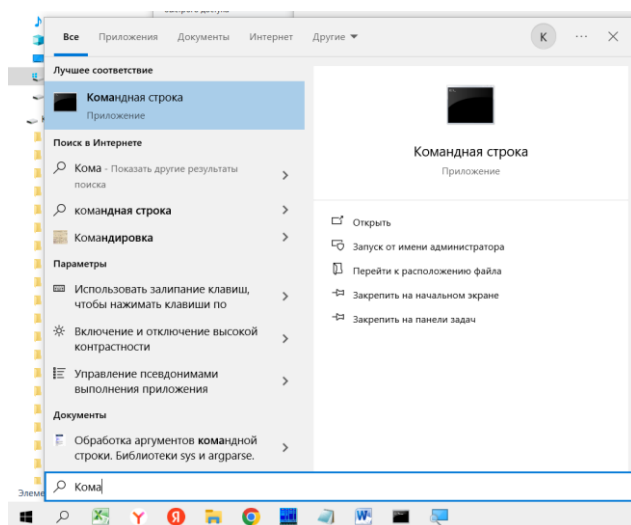 Все Приложения Документы Интернет Другие
K
Лучшее соответствие
Командная строка
Приложение
Поиск в Интернете
Кома - Показать другие результаты
поиска
командная строка
Командировка
Параметры
Использовать залипание клавиш,
чтобы нажимать клавиши по
Включение и отключение высокой
контрастности
Управление псевдонимами
выполнения приложения
Документы
Обработка аргументов командной
строки. Библиотеки sys и argparse.
Командная строка
Приложение
Открыть
Запуск от имени администратора
Перейти к расположению файла
Закрепить на начальном экране
Закрепить на панели задач
Элеме
Кома